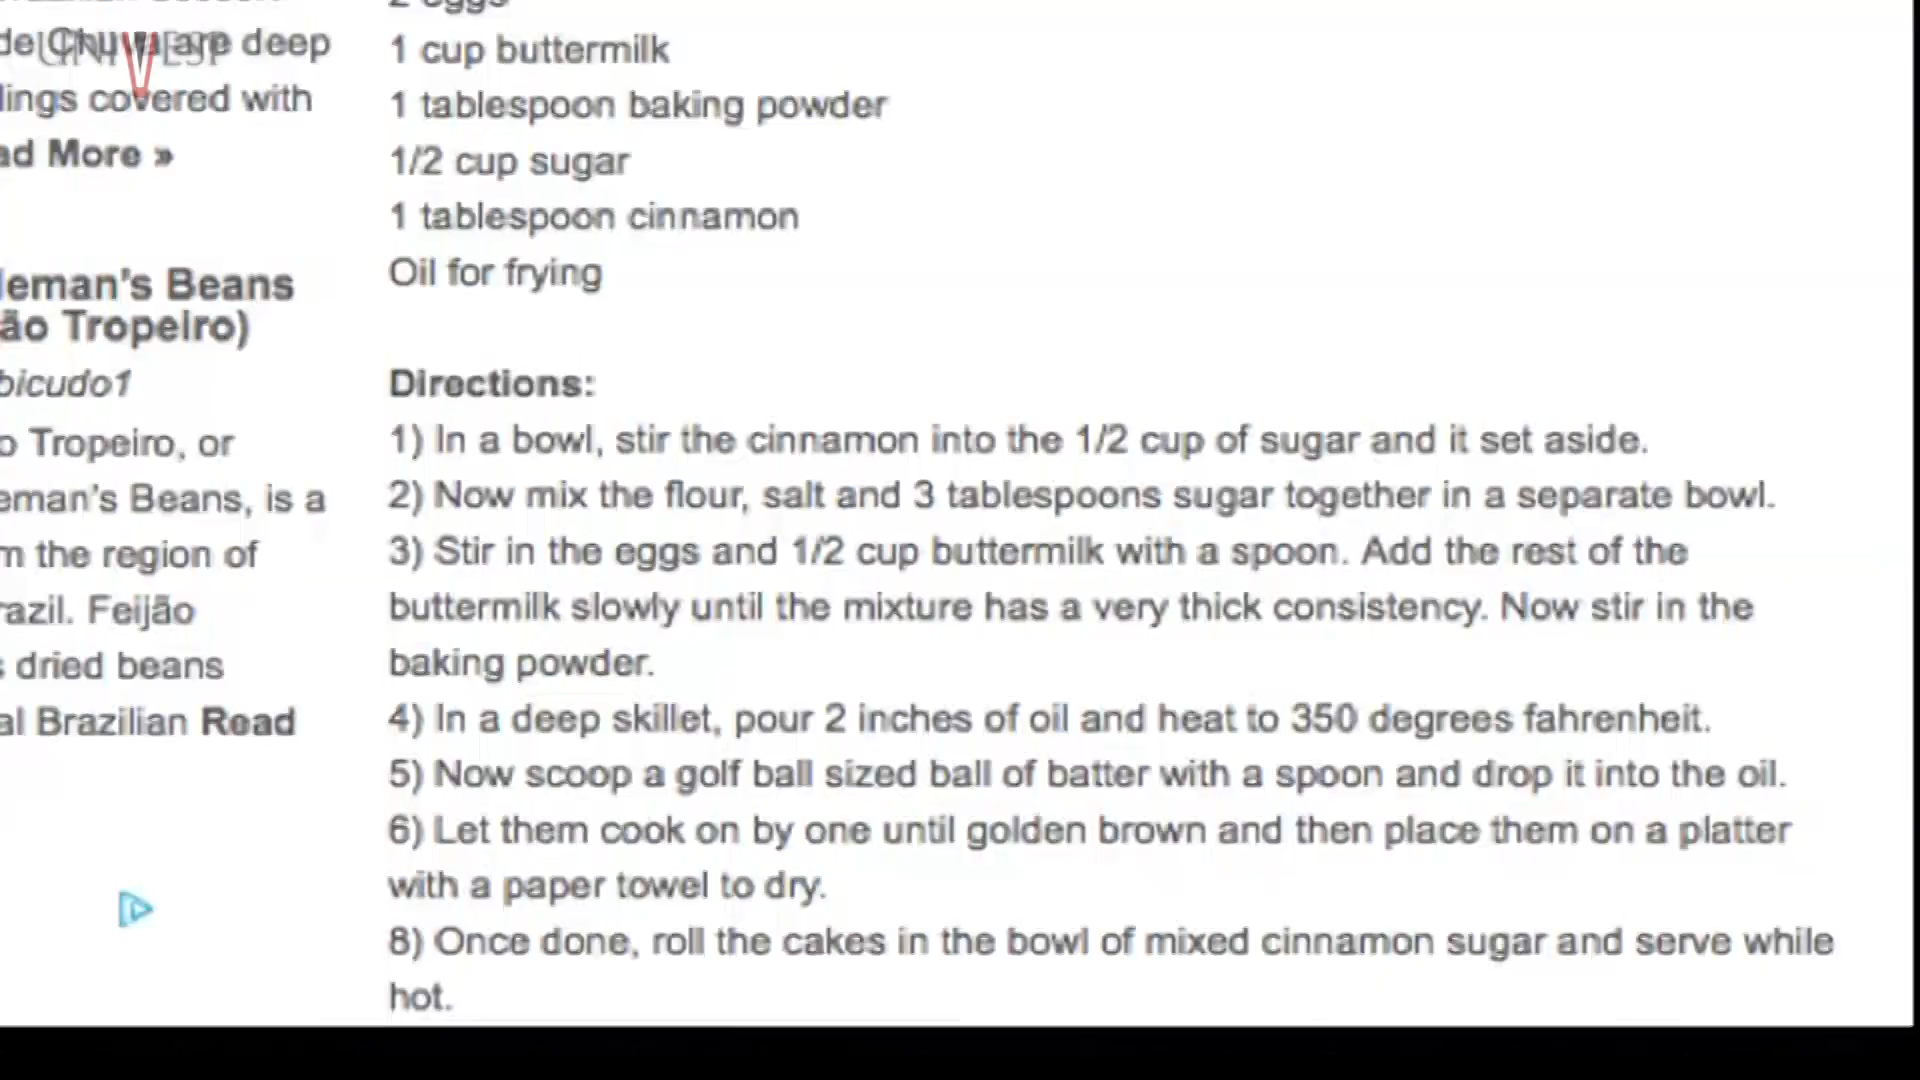 2 eggs
de Chuva are deep
UNIVESP
lings covered with
ad More »
1 cup buttermilk
1 tablespoon baking powder
1/2 cup sugar
1 tablespoon cinnamon
Oil for frying
leman's Beans
ão Tropeiro)
bicudo1
o Tropeiro, or
eman's Beans, is a
m the region of
razil. Feijão
s dried beans
al Brazilian Read
Directions:
1) In a bowl, stir the cinnamon into the 1/2 cup of sugar and it set aside.
2) Now mix the flour, salt and 3 tablespoons sugar together in a separate bowl.
3) Stir in the eggs and 1/2 cup buttermilk with a spoon. Add the rest of the
buttermilk slowly until the mixture has a very thick consistency. Now stir in the
baking powder.
4) In a deep skillet, pour 2 inches of oil and heat to 350 degrees fahrenheit.
5) Now scoop a golf ball sized ball of batter with a spoon and drop it into the oil.
6) Let them cook on by one until golden brown and then place them on a platter
with a paper towel to dry.
8) Once done, roll the cakes in the bowl of mixed cinnamon sugar and serve while
hot.